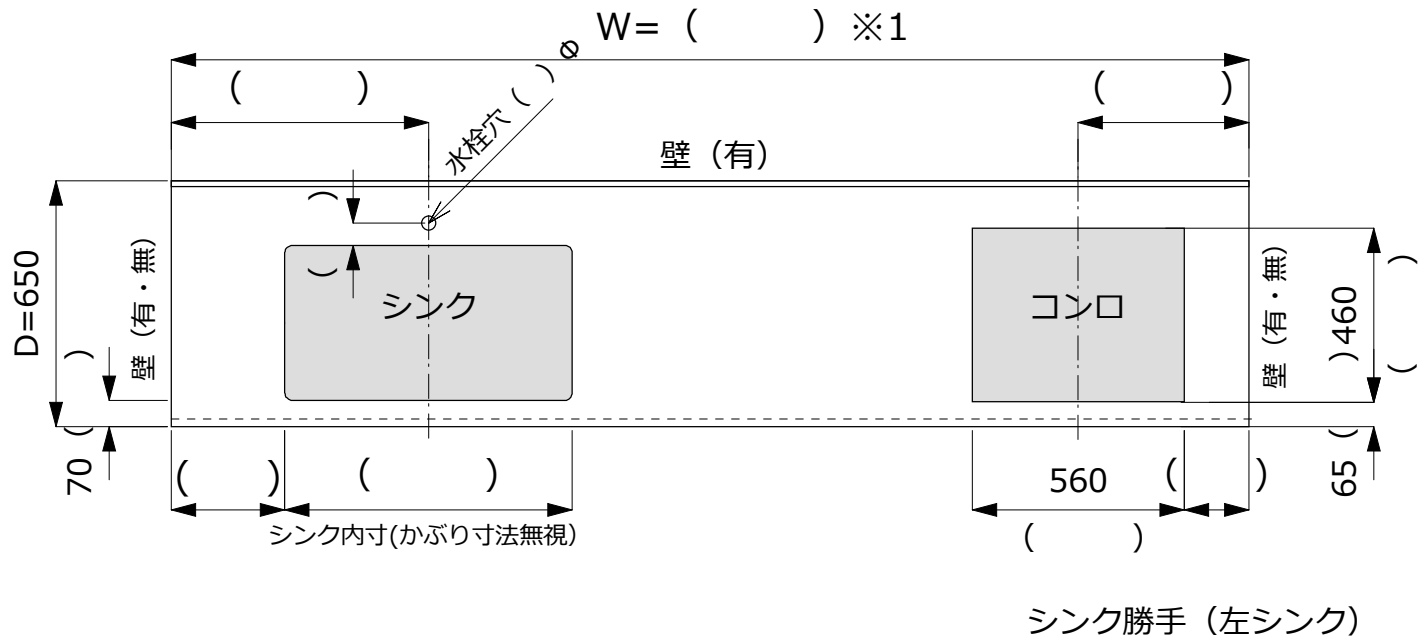 W= (　　　) ※1
(　　　)
(　　　)
水栓穴 (　) Φ
壁 (有)
(　　)
D=650
壁 (有・無)
シンク
コンロ
壁 (有・無)
460 (　　　)
70 (　　)
65 (　　)
(　　　)
(　　　)
560
(　　)
シンク内寸(かぶり寸法無視)
(　　　)
シンク勝手 (左シンク)